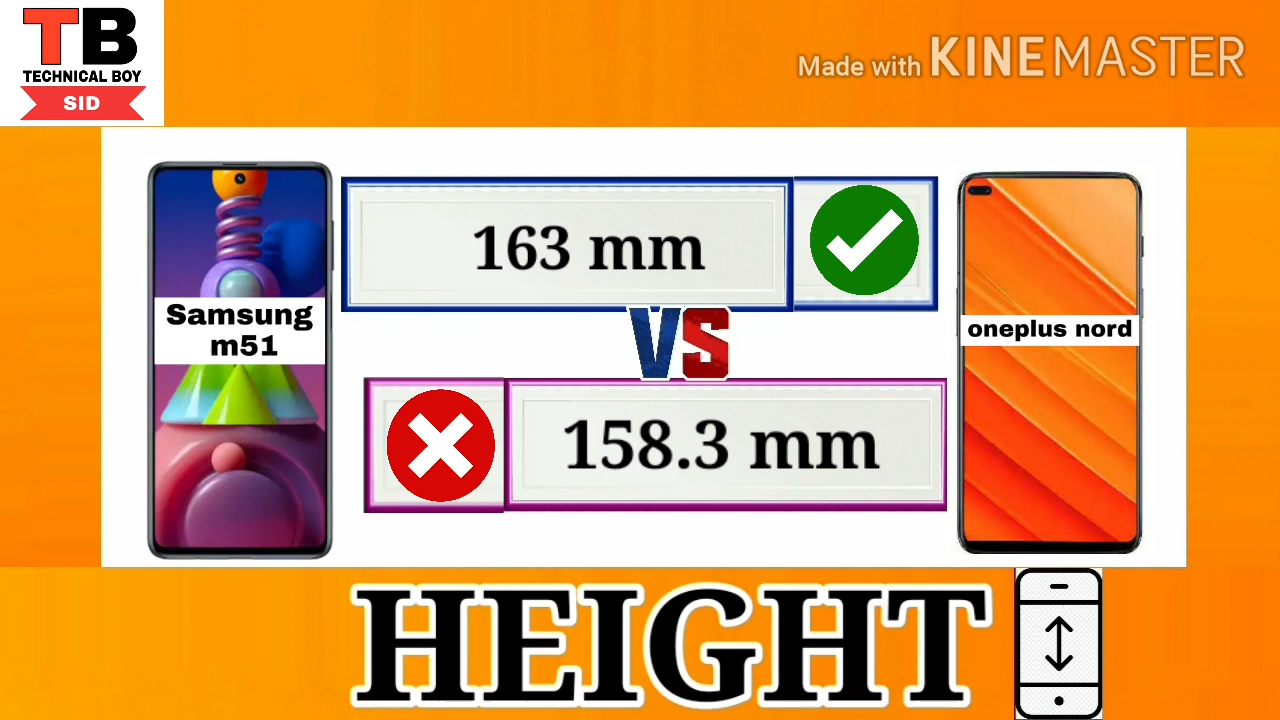 TB
TECHNICAL BOY
SID
Made with KINEMASTER
163 mm
Samsung
m51
VS
oneplus nord
158.3 mm
HEIGHT